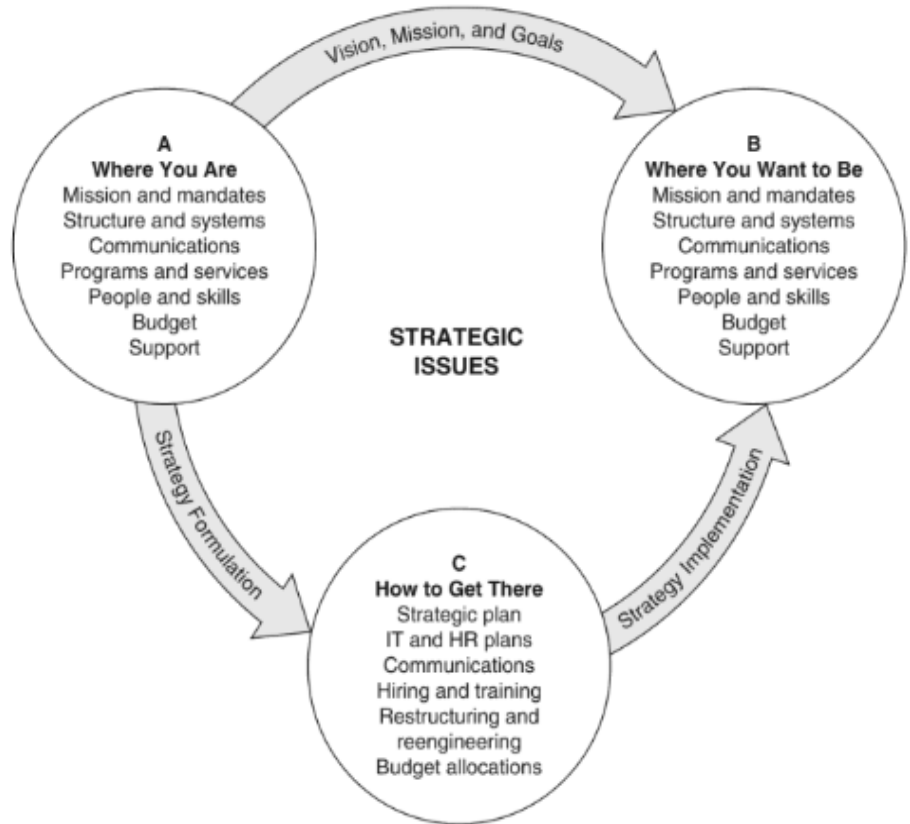 Vision, Mission, and Goals
A
Where You Are
Mission and mandates
Structure and systems
Communications
Programs and services
People and skills
Budget
Support
B
Where You Want to Be
Mission and mandates
Structure and systems
Communications
Programs and services
People and skills
Budget
Support
STRATEGIC
ISSUES
Strategy Formulation
Strategy Implementation
C
How to Get There
Strategic plan
IT and HR plans
Communications
Hiring and training
Restructuring and
reengineering
Budget allocations